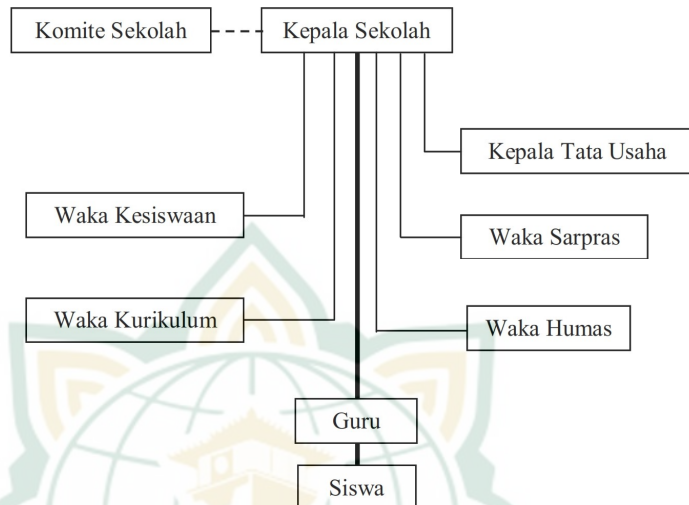 Komite Sekolah
Kepala Sekolah
Kepala Tata Usaha
Waka Kesiswaan
Waka Sarpras
Waka Kurikulum
Waka Humas
Guru
Siswa